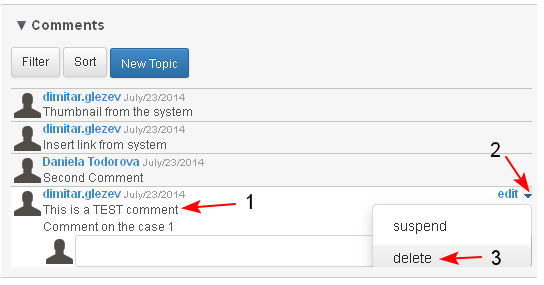 Comments
Filter Sort New Topic
dimitar.glezev July/23/2014
Thumbnail from the system
dimitar.glezev July/23/2014
Insert link from system
Daniela Todorova July/23/2014
Second Comment
2
dimitar.glezev July/23/2014 edit
This is a TEST comment 1
Comment on the case 1
suspend
delete 3